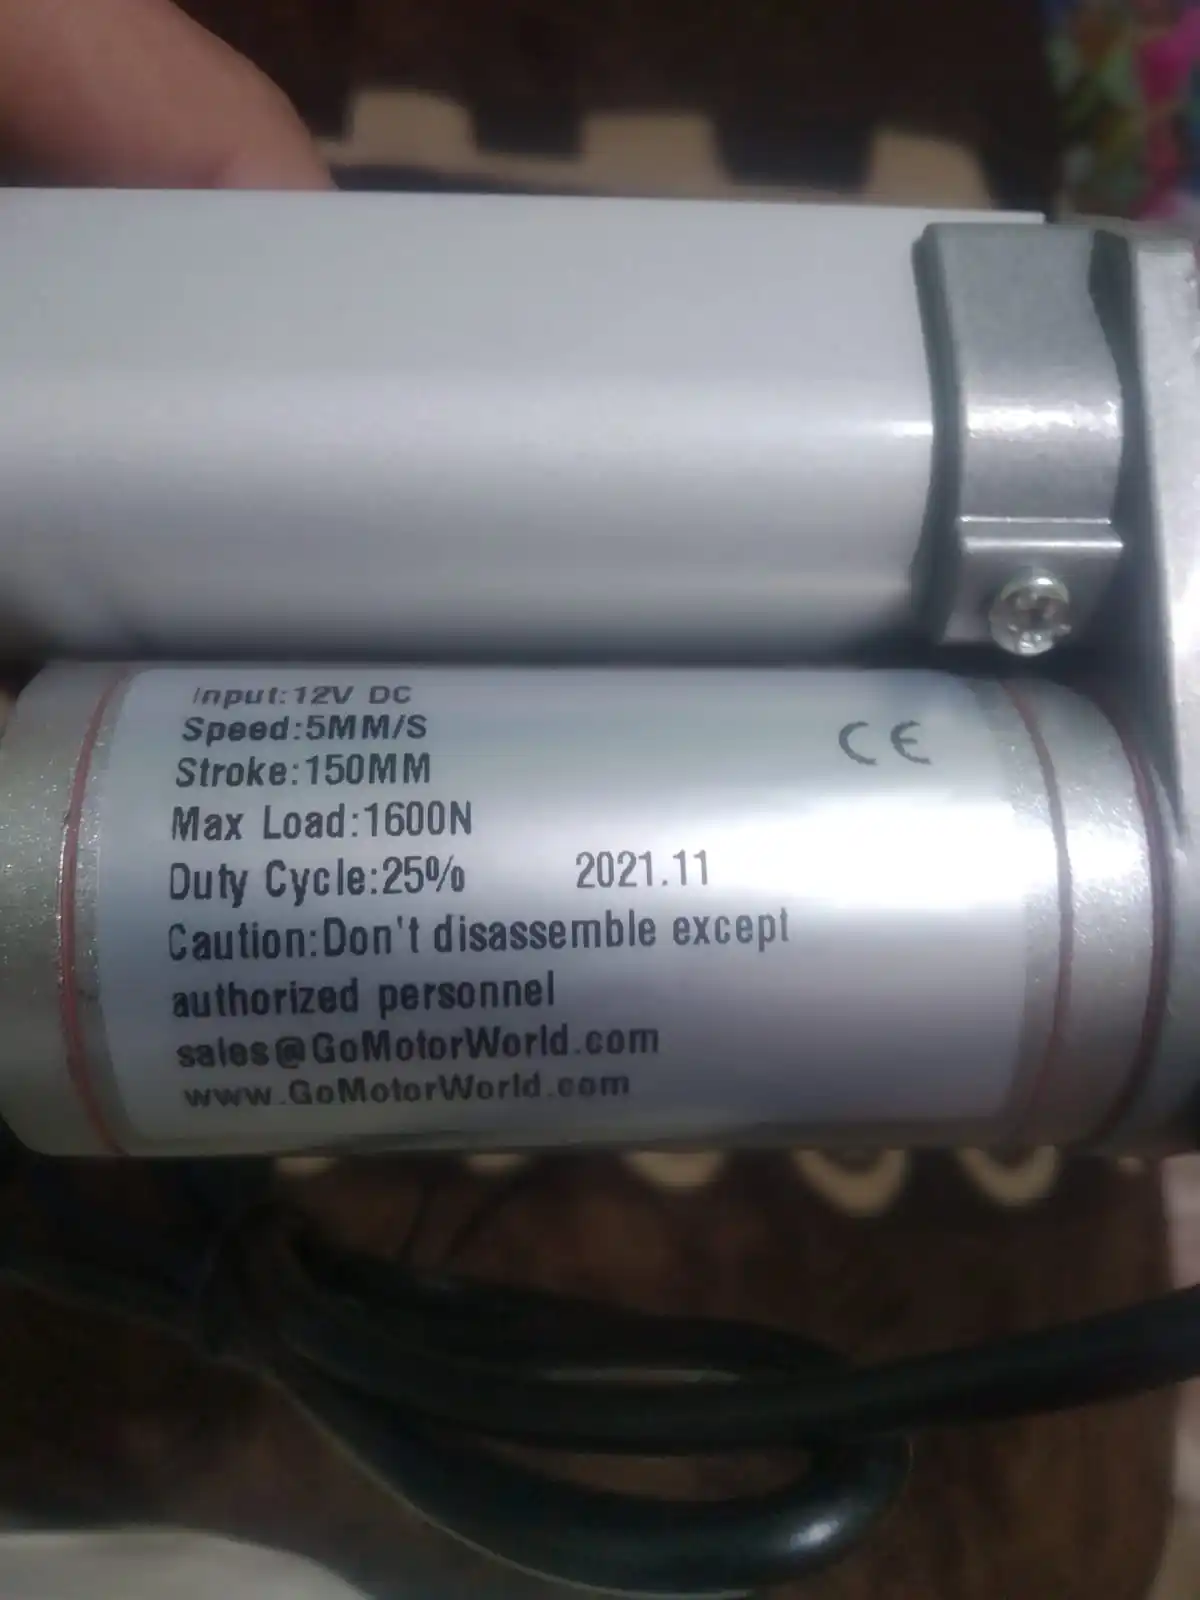 Input:12V DC
Speed:5MM/S
Stroke:150MM
CE
Max Load:1600N
Duty Cycle:25% 2021.11
Caution:Don't disassemble except
authorized personnel
sales@GoMotorWorld.com
www.GoMotorWorld.com